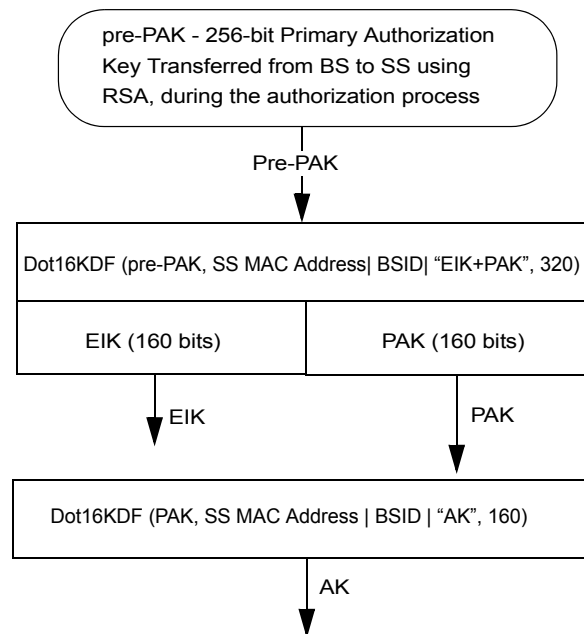 pre-PAK - 256-bit Primary Authorization
Key Transferred from BS to SS using
RSA, during the authorization process
Pre-PAK
Dot16KDF (pre-PAK, SS MAC Address| BSID| “EIK+PAK”, 320)
EIK (160 bits)
PAK (160 bits)
EIK
PAK
Dot16KDF (PAK, SS MAC Address | BSID | “AK”, 160)
AK